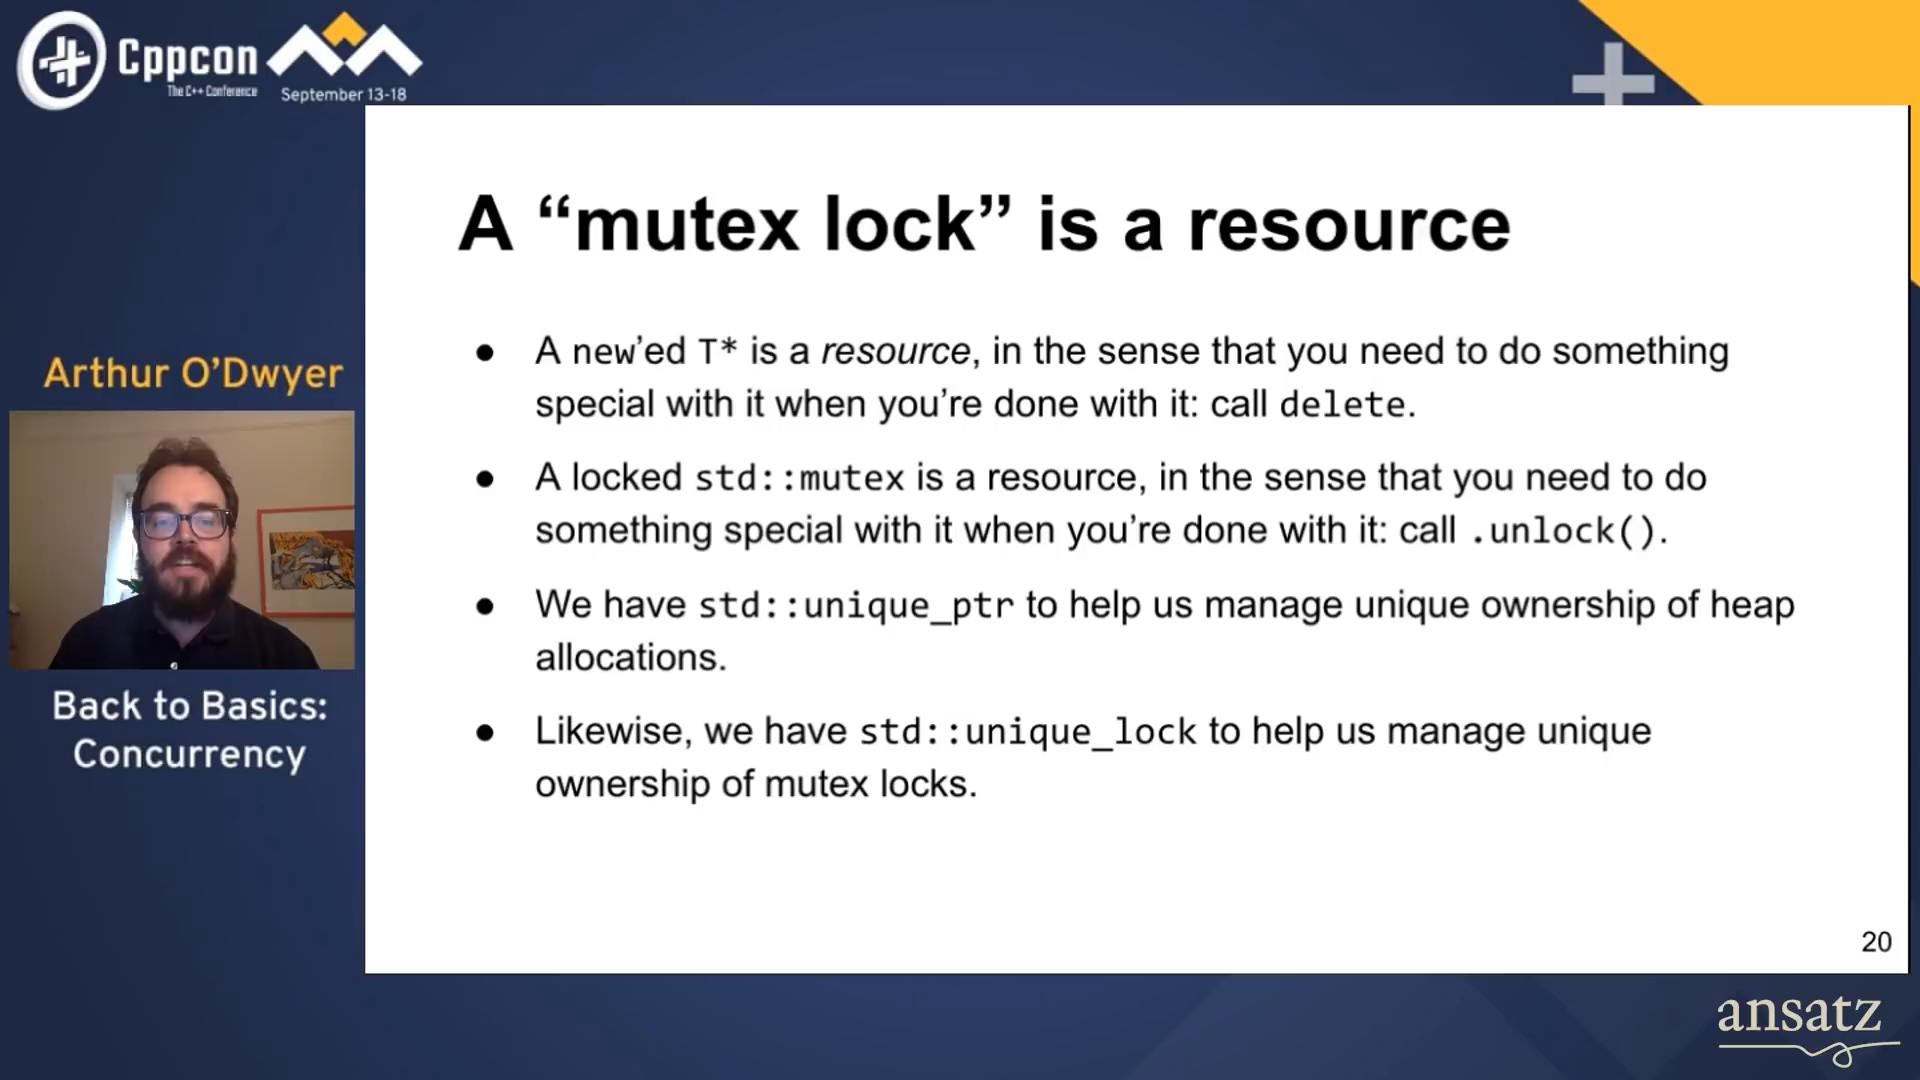 Cppcon
The C++ Conference
September 13-18
A “mutex lock” is a resource
● A new’ed T* is a resource, in the sense that you need to do something
special with it when you’re done with it: call delete.
● A locked std::mutex is a resource, in the sense that you need to do
something special with it when you’re done with it: call .unlock().
● We have std::unique_ptr to help us manage unique ownership of heap
allocations.
● Likewise, we have std::unique_lock to help us manage unique
ownership of mutex locks.
20
Arthur O’Dwyer
Back to Basics:
Concurrency
ansatz